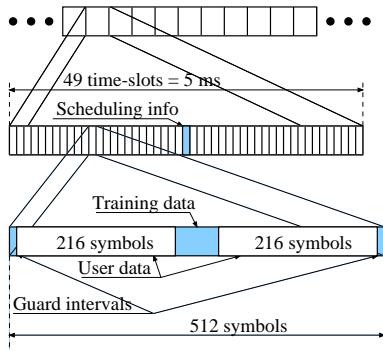 49 time-slots = 5 ms
Scheduling info
Training data
216 symbols
216 symbols
User data
Guard intervals
512 symbols